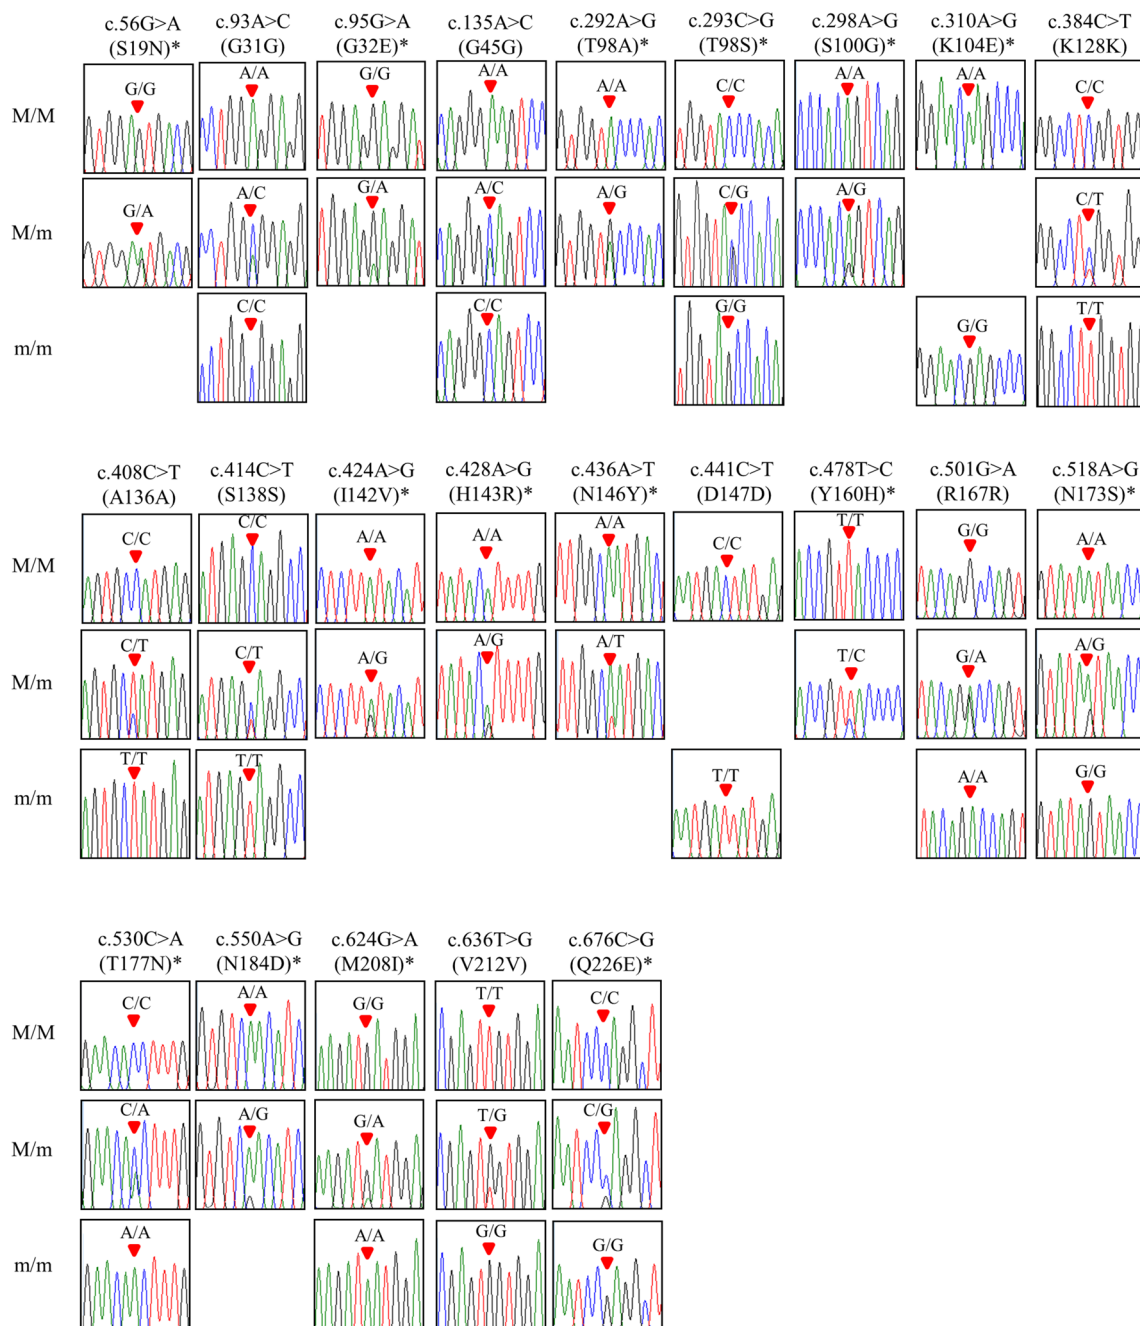 c.56G>A c.93A>C c.95G>A c.135A>C c.292A>G c.293C>G c.298A>G c.310A>G c.384C>T
(S19N)* (G31G) (G32E)* (G45G) (T98A)* (T98S)* (S100G)* (K104E)* (K128K)
M/M G/G A/A G/G A/A A/A C/C A/A A/A C/C
M/m G/A A/C G/A A/C A/G C/G A/G C/T
m/m C/C C/C G/G G/G T/T
c.408C>T c.414C>T c.424A>G c.428A>G c.436A>T c.441C>T c.478T>C c.501G>A c.518A>G
(A136A) (S138S) (I142V)* (H143R)* (N146Y)* (D147D) (Y160H)* (R167R) (N173S)*
M/M C/C C/C A/A A/A A/A C/C T/T G/G A/A
M/m C/T C/T A/G A/G A/T T/C G/A A/G
m/m T/T T/T T/T A/A G/G
c.530C>A c.550A>G c.624G>A c.636T>G c.676C>G
(T177N)* (N184D)* (M208I)* (V212V) (Q226E)*
M/M C/C A/A G/G T/T C/C
M/m C/A A/G G/A T/G C/G
m/m A/A A/A G/G G/G